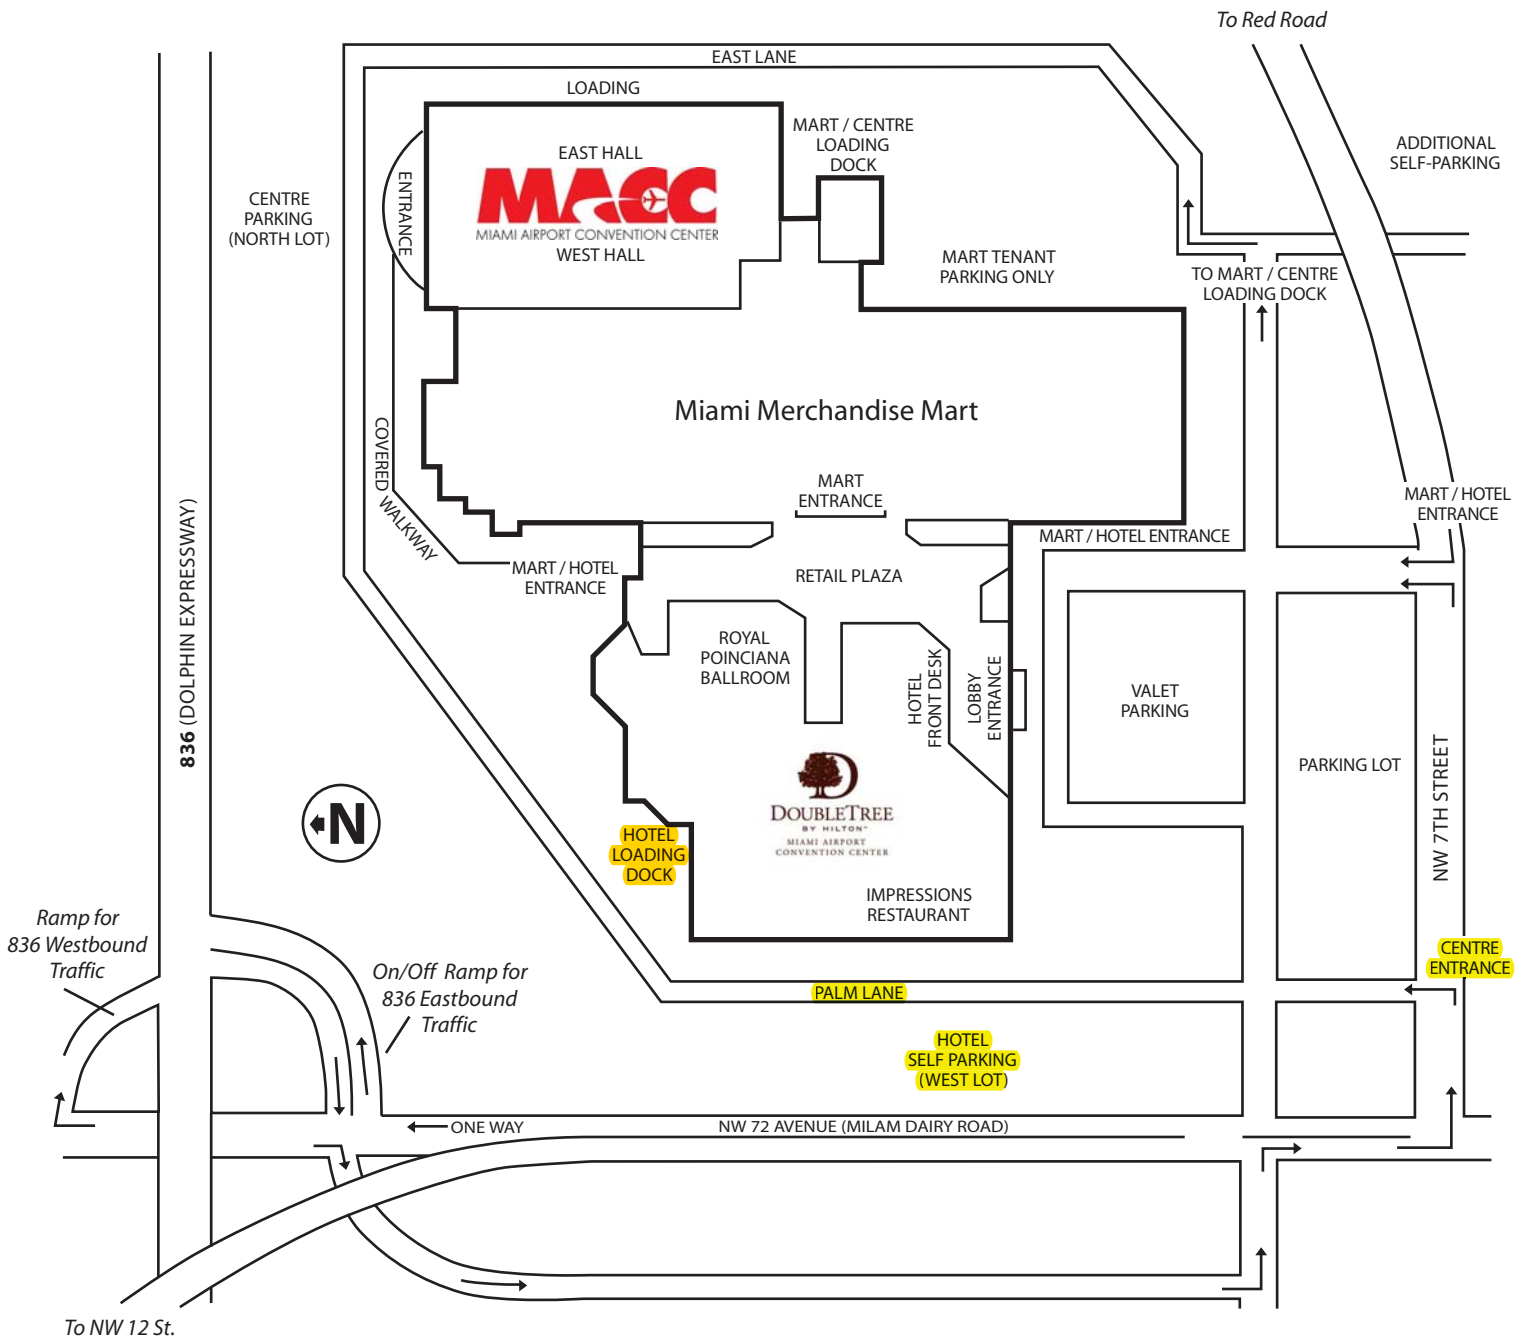 To Red Road
EAST LANE
LOADING
MART / CENTRE
LOADING
DOCK
ADDITIONAL
SELF-PARKING
EAST HALL
MACC
MIAMI AIRPORT CONVENTION CENTER
WEST HALL
ENTRANCE
CENTRE
PARKING
(NORTH LOT)
MART TENANT
PARKING ONLY
TO MART / CENTRE
LOADING DOCK
Miami Merchandise Mart
COVERED WALKWAY
MART
ENTRANCE
MART / HOTEL
ENTRANCE
MART / HOTEL ENTRANCE
MART / HOTEL
ENTRANCE
RETAIL PLAZA
836 (DOLPHIN EXPRESSWAY)
ROYAL
POINCIANA
BALLROOM
HOTEL
FRONT DESK
LOBBY
ENTRANCE
VALET
PARKING
PARKING LOT
NW 7TH STREET
N
D
DOUBLETREE
BY HILTON™
MIAMI AIRPORT
CONVENTION CENTER
HOTEL
LOADING
DOCK
IMPRESSIONS
RESTAURANT
Ramp for
836 Westbound
Traffic
On/Off Ramp for
836 Eastbound
Traffic
CENTRE
ENTRANCE
PALM LANE
HOTEL
SELF PARKING
(WEST LOT)
ONE WAY
NW 72 AVENUE (MILAM DAIRY ROAD)
To NW 12 St.